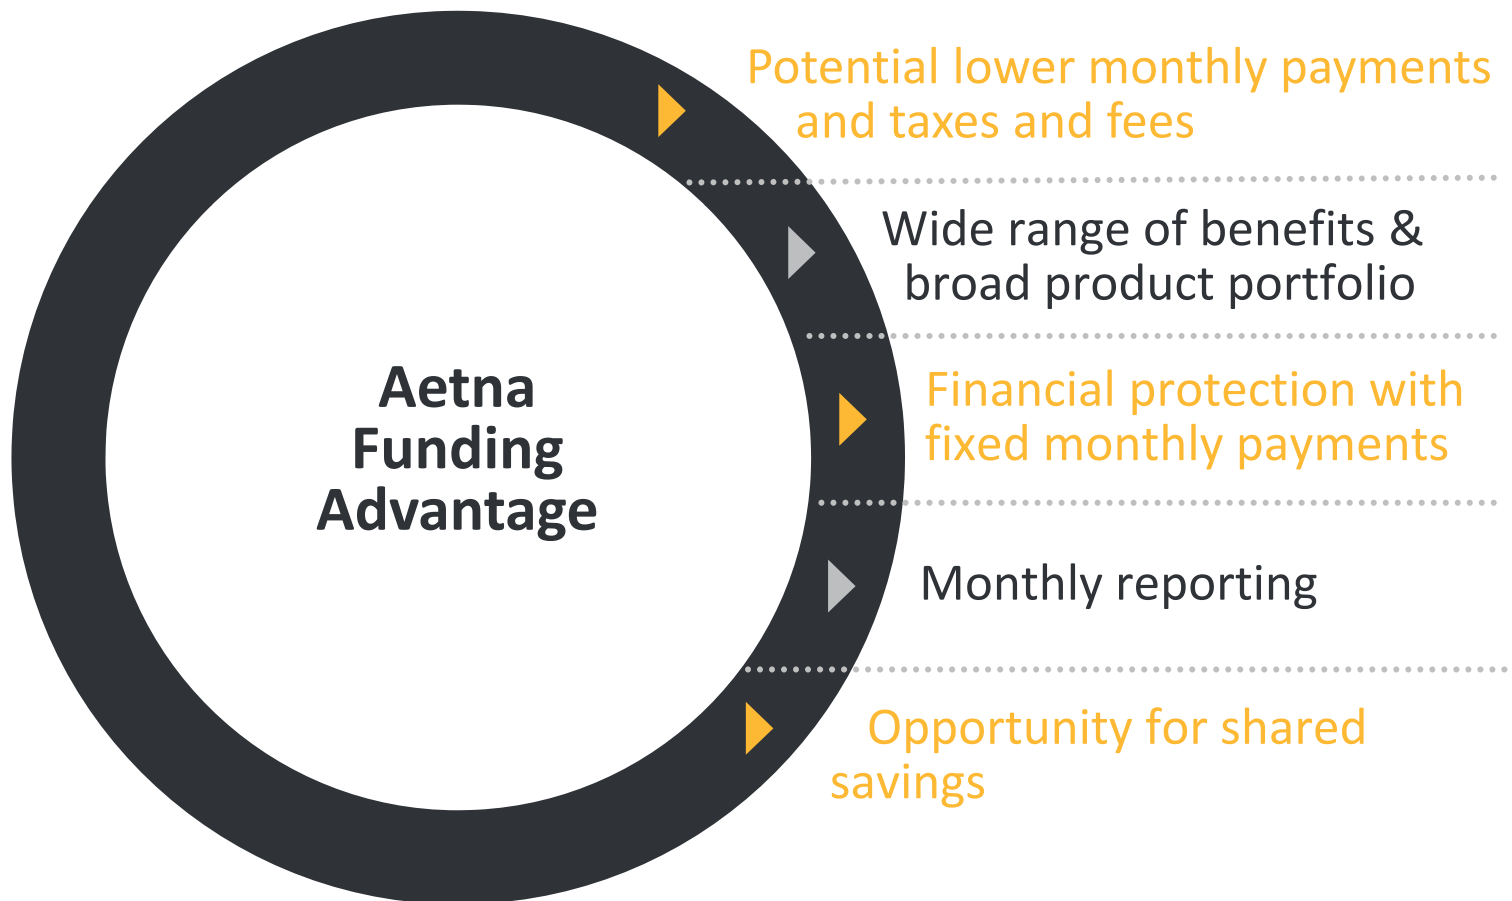 Potential lower monthly payments
and taxes and fees
Wide range of benefits &
broad product portfolio
Aetna
Funding
Advantage
Financial protection with
fixed monthly payments
Monthly reporting
Opportunity for shared
savings